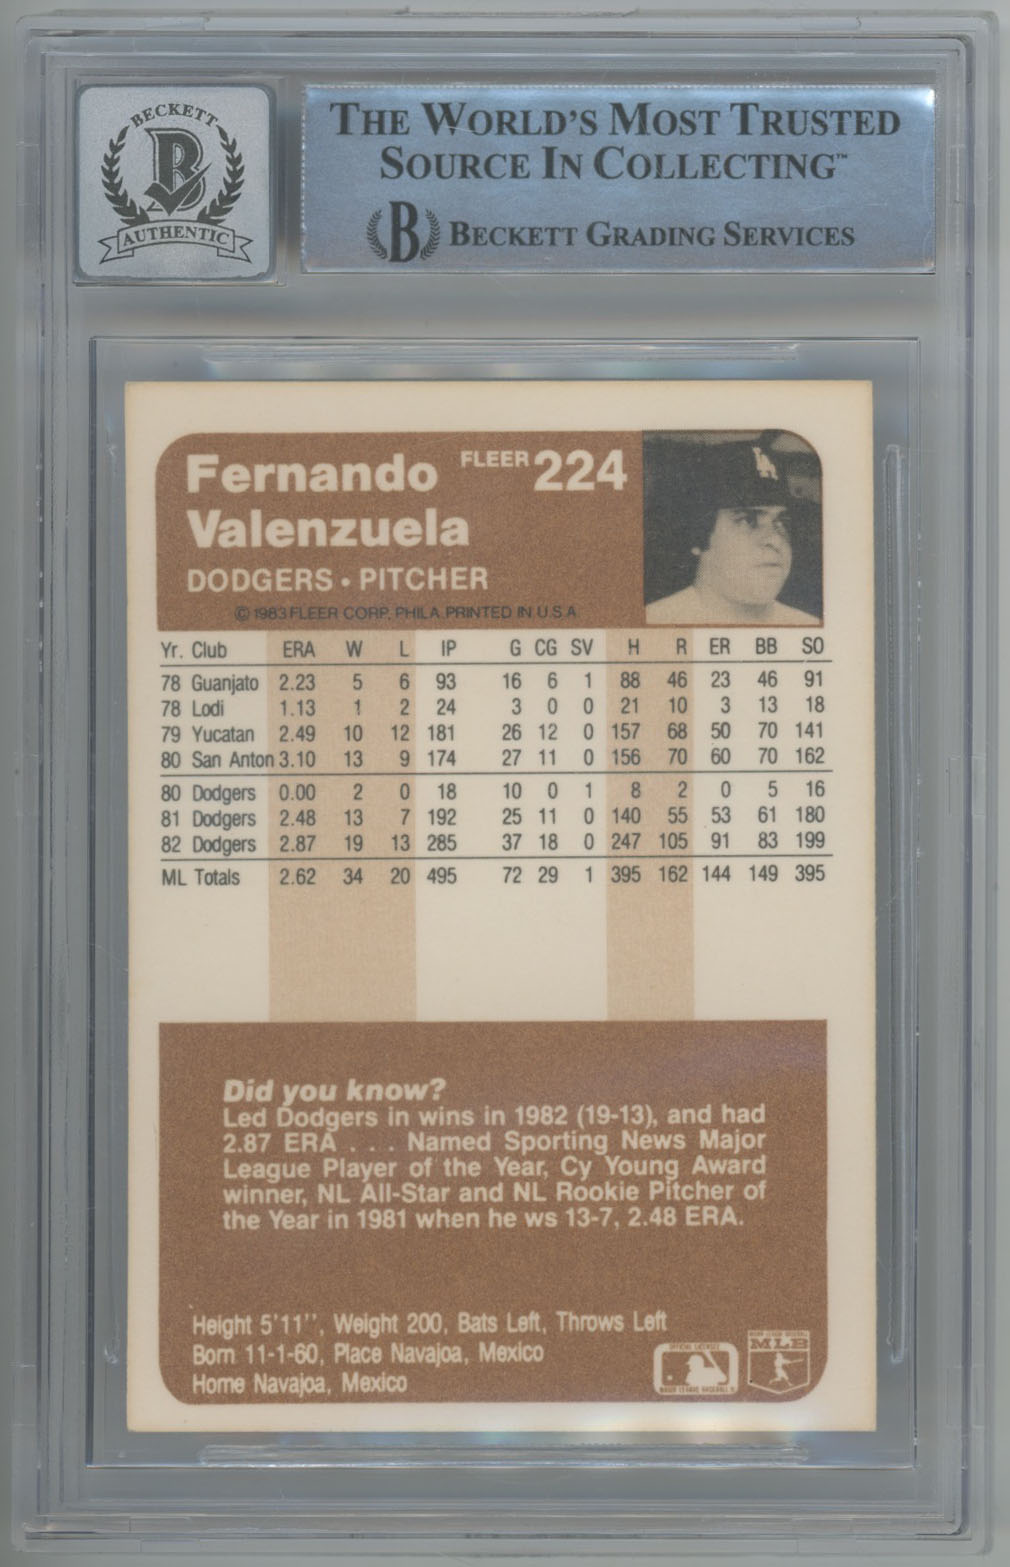 BECKETT
B
AUTHENTIC
THE WORLD'S MOST TRUSTED
SOURCE IN COLLECTING™
B BECKETT GRADING SERVICES
Fernando FLEER 224
Valenzuela
DODGERS • PITCHER
© 1983 FLEER CORP. PHILA. PRINTED IN U.S.A.
LA
Yr. Club ERA W L IP G CG SV H R ER BB SO
78 Guanjato 2.23 5 6 93 16 6 1 88 46 23 46 91
78 Lodi 1.13 1 2 24 3 0 0 21 10 3 13 18
79 Yucatan 2.49 10 12 181 26 12 0 157 68 50 70 141
80 San Anton 3.10 13 9 174 27 11 0 156 70 60 70 162
80 Dodgers 0.00 2 0 18 10 0 1 8 2 0 5 16
81 Dodgers 2.48 13 7 192 25 11 0 140 55 53 61 180
82 Dodgers 2.87 19 13 285 37 18 0 247 105 91 83 199
ML Totals 2.62 34 20 495 72 29 1 395 162 144 149 395
Did you know?
Led Dodgers in wins in 1982 (19-13), and had
2.87 ERA . . . Named Sporting News Major
League Player of the Year, Cy Young Award
winner, NL All-Star and NL Rookie Pitcher of
the Year in 1981 when he ws 13-7, 2.48 ERA.
Height 5'11'', Weight 200, Bats Left, Throws Left
Born 11-1-60, Place Navajoa, Mexico
Home Navajoa, Mexico
OFFICIAL LICENSEE
MAJOR LEAGUE BASEBALL
MLB